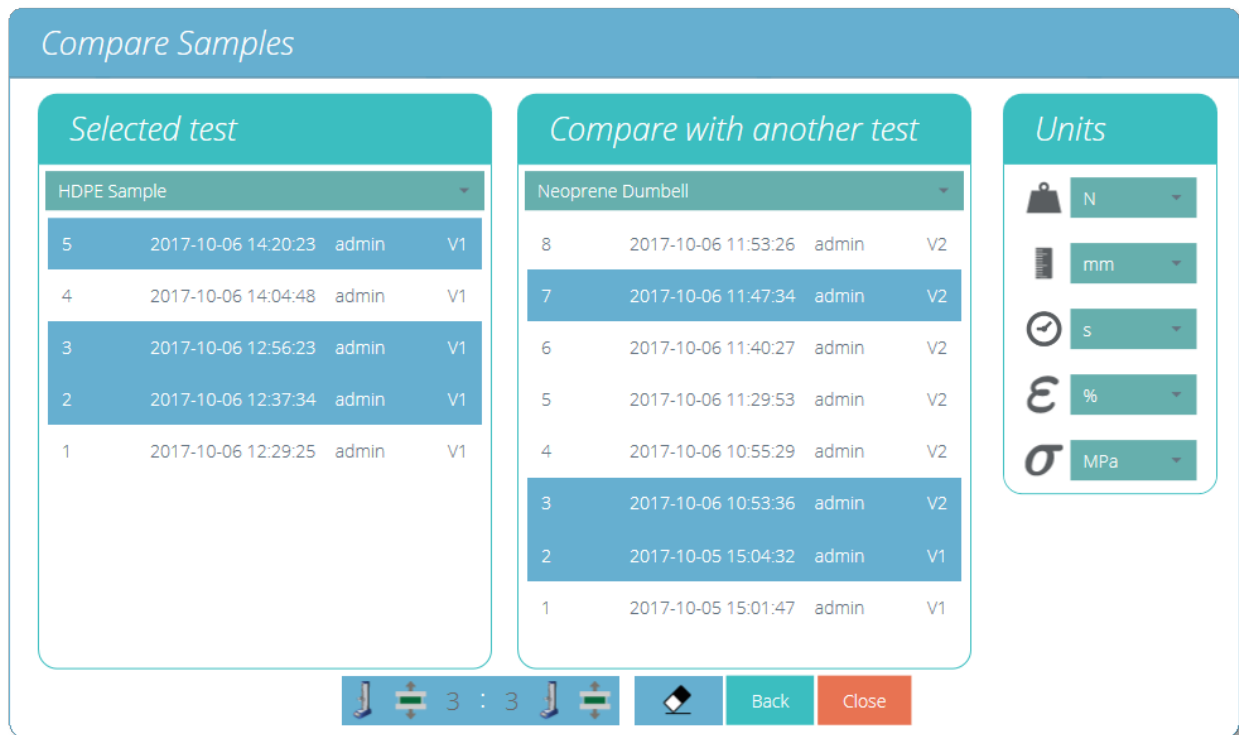 Compare Samples
Selected test
HDPE Sample
5 2017-10-06 14:20:23 admin V1
4 2017-10-06 14:04:48 admin V1
3 2017-10-06 12:56:23 admin V1
2 2017-10-06 12:37:34 admin V1
1 2017-10-06 12:29:25 admin V1
Compare with another test
Neoprene Dumbell
8 2017-10-06 11:53:26 admin V2
7 2017-10-06 11:47:34 admin V2
6 2017-10-06 11:40:27 admin V2
5 2017-10-06 11:29:53 admin V2
4 2017-10-06 10:55:29 admin V2
3 2017-10-06 10:53:36 admin V2
2 2017-10-05 15:04:32 admin V1
1 2017-10-05 15:01:47 admin V1
Units
N
mm
s
ε %
σ MPa
3 : 3
Back
Close